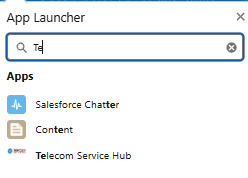 App Launcher
Te
Apps
Salesforce Chatter
Content
Telecom Service Hub